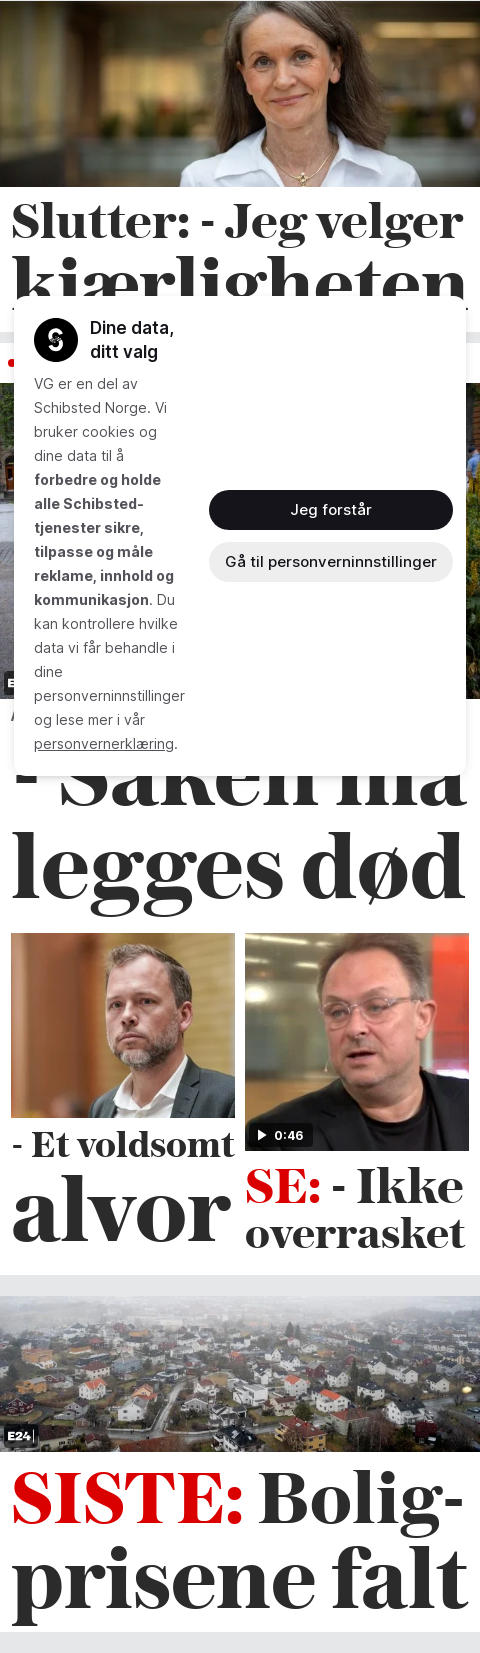 Slutter: - Jeg velger
kjærligheten
Dine data,
ditt valg
VG er en del av
Schibsted Norge. Vi
bruker cookies og
dine data til å
forbedre og holde
alle Schibsted-
tjenester sikre,
tilpasse og måle
reklame, innhold og
kommunikasjon. Du
kan kontrollere hvilke
data vi får behandle i
dine
personverninnstillinger
og lese mer i vår
personvernerklæring.
Jeg forstår
Gå til personverninnstillinger
- Saken må
legges død
- Et voldsomt
alvor
0:46
SE: - Ikke
overrasket
E24
SISTE: Bolig-
prisene falt